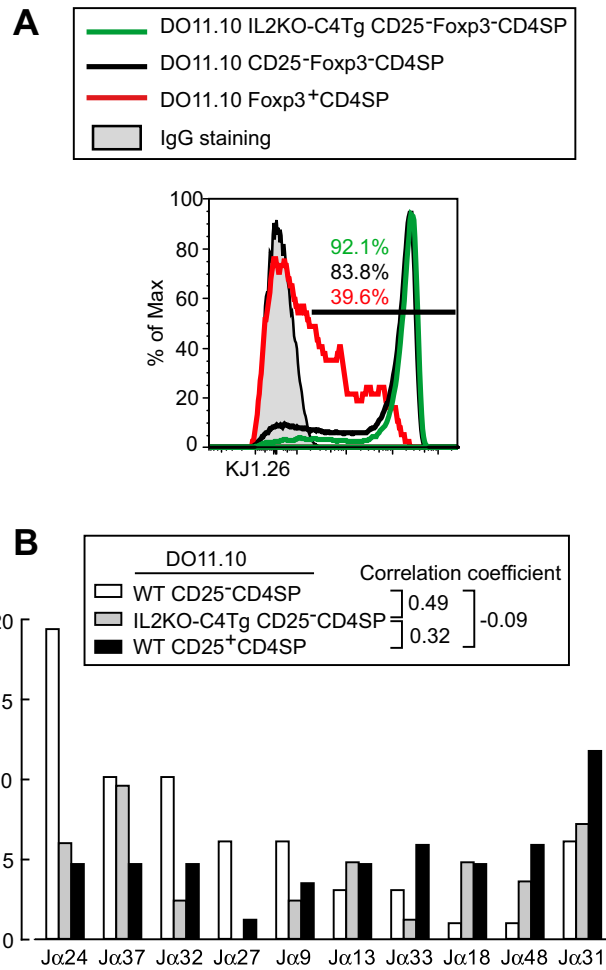 A
DO11.10 IL2KO-C4Tg CD25⁻Foxp3⁻CD4SP
DO11.10 CD25⁻Foxp3⁻CD4SP
DO11.10 Foxp3⁺CD4SP
IgG staining
100
80
60
40
20
0
% of Max
92.1%
83.8%
39.6%
KJ1.26
B
DO11.10
Correlation coefficient
WT CD25⁻CD4SP
IL2KO-C4Tg CD25⁻CD4SP
WT CD25⁺CD4SP
0.49
0.32
-0.09
5
5
0
Jα24 Jα37 Jα32 Jα27 Jα9 Jα13 Jα33 Jα18 Jα48 Jα31